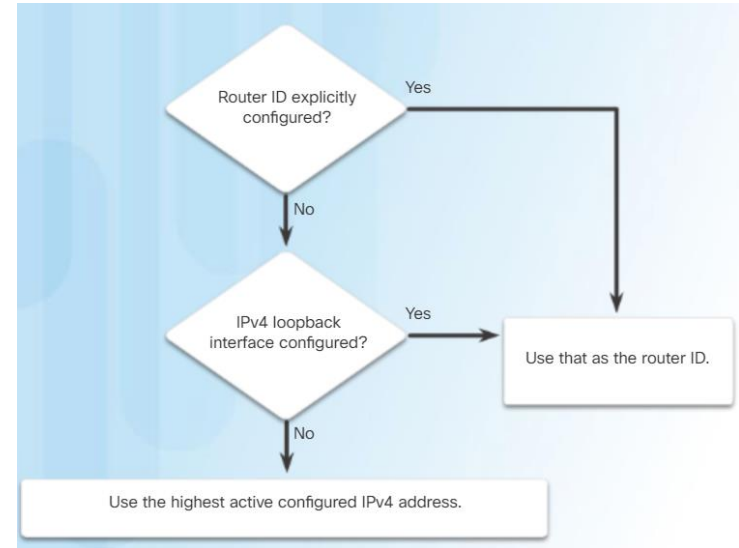 Router ID explicitly
configured?
Yes
No
IPv4 loopback
interface configured?
Yes
Use that as the router ID.
No
Use the highest active configured IPv4 address.